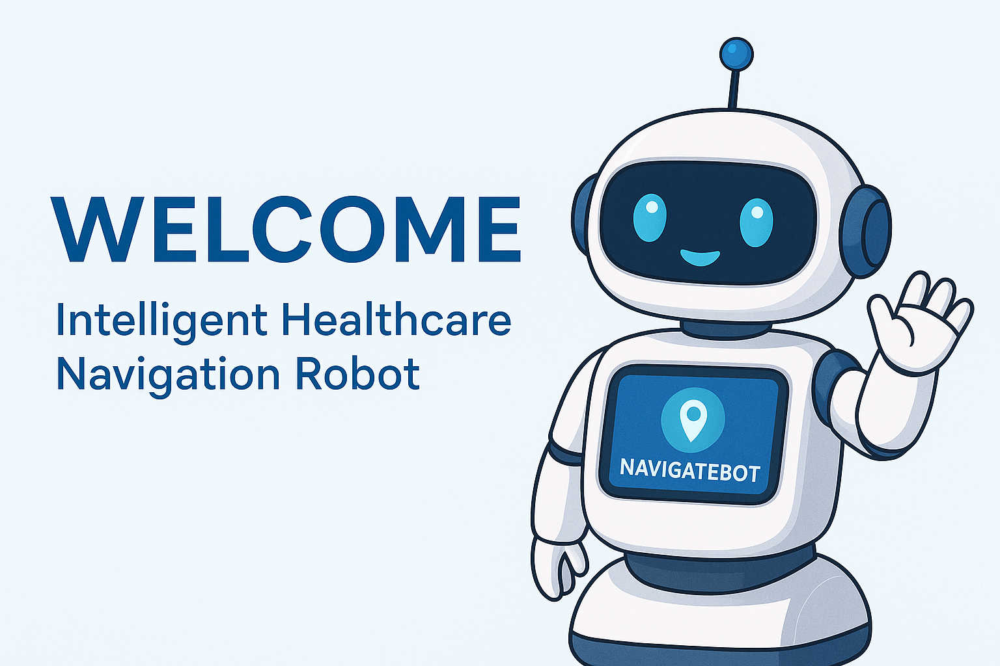 WELCOME
Intelligent Healthcare
Navigation Robot
NAVIGATEBOT